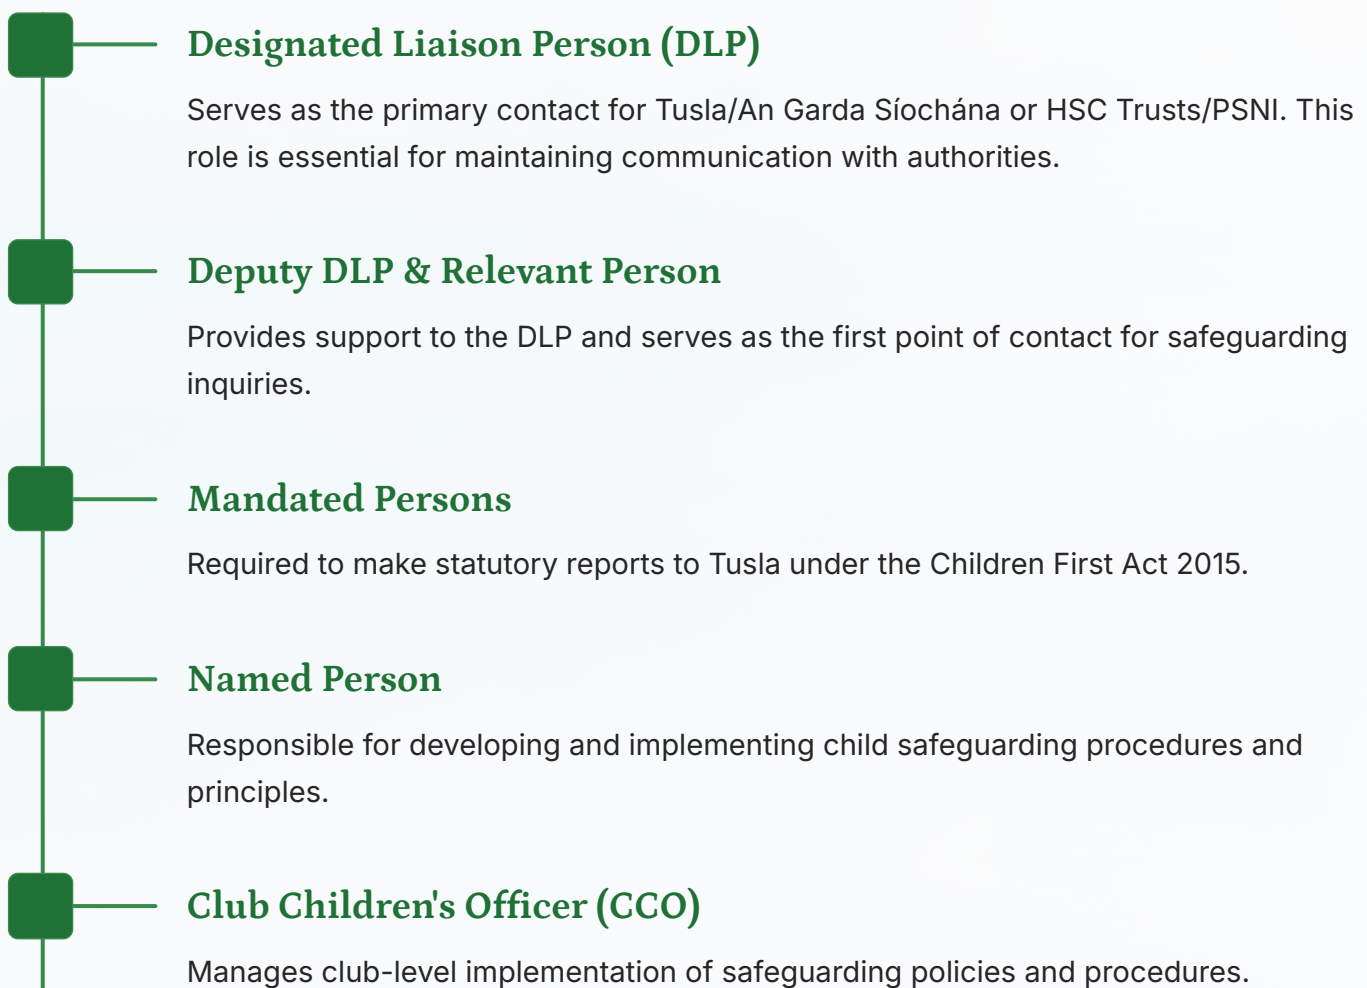 Designated Liaison Person (DLP)
Serves as the primary contact for Tusla/An Garda Síochána or HSC Trusts/PSNI. This
role is essential for maintaining communication with authorities.
Deputy DLP & Relevant Person
Provides support to the DLP and serves as the first point of contact for safeguarding
inquiries.
Mandated Persons
Required to make statutory reports to Tusla under the Children First Act 2015.
Named Person
Responsible for developing and implementing child safeguarding procedures and
principles.
Club Children's Officer (CCO)
Manages club-level implementation of safeguarding policies and procedures.